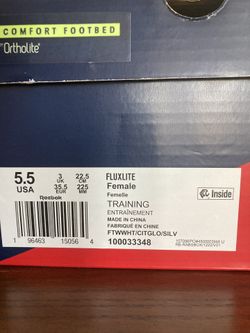 COMFORT FOOTBED
Ortholite®
5.5
USA
3
UK
22.5
CM
35.5
EUR
225
MM
Reebok
1 96463 15056 4
FLUXLITE
Female
Femelle
TRAINING
ENTRAÎNEMENT
MADE IN CHINA
FABRIQUÉ EN CHINE
FTWWHT/CITGLO/SILV
100033348
Inside